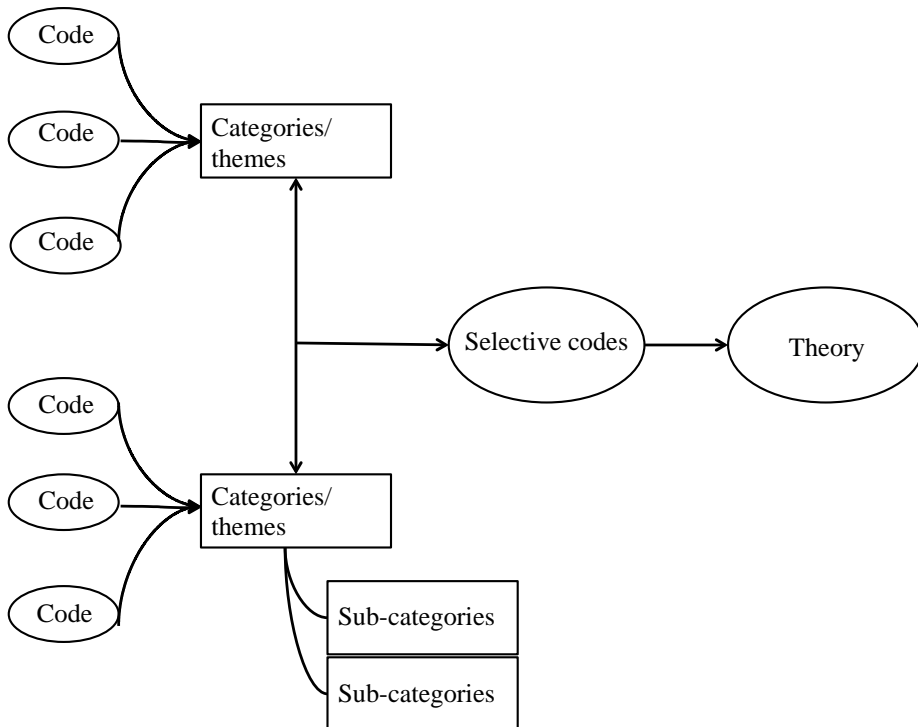 Code
Code
Code
Categories/
themes
Selective codes
Theory
Code
Code
Code
Categories/
themes
Sub-categories
Sub-categories